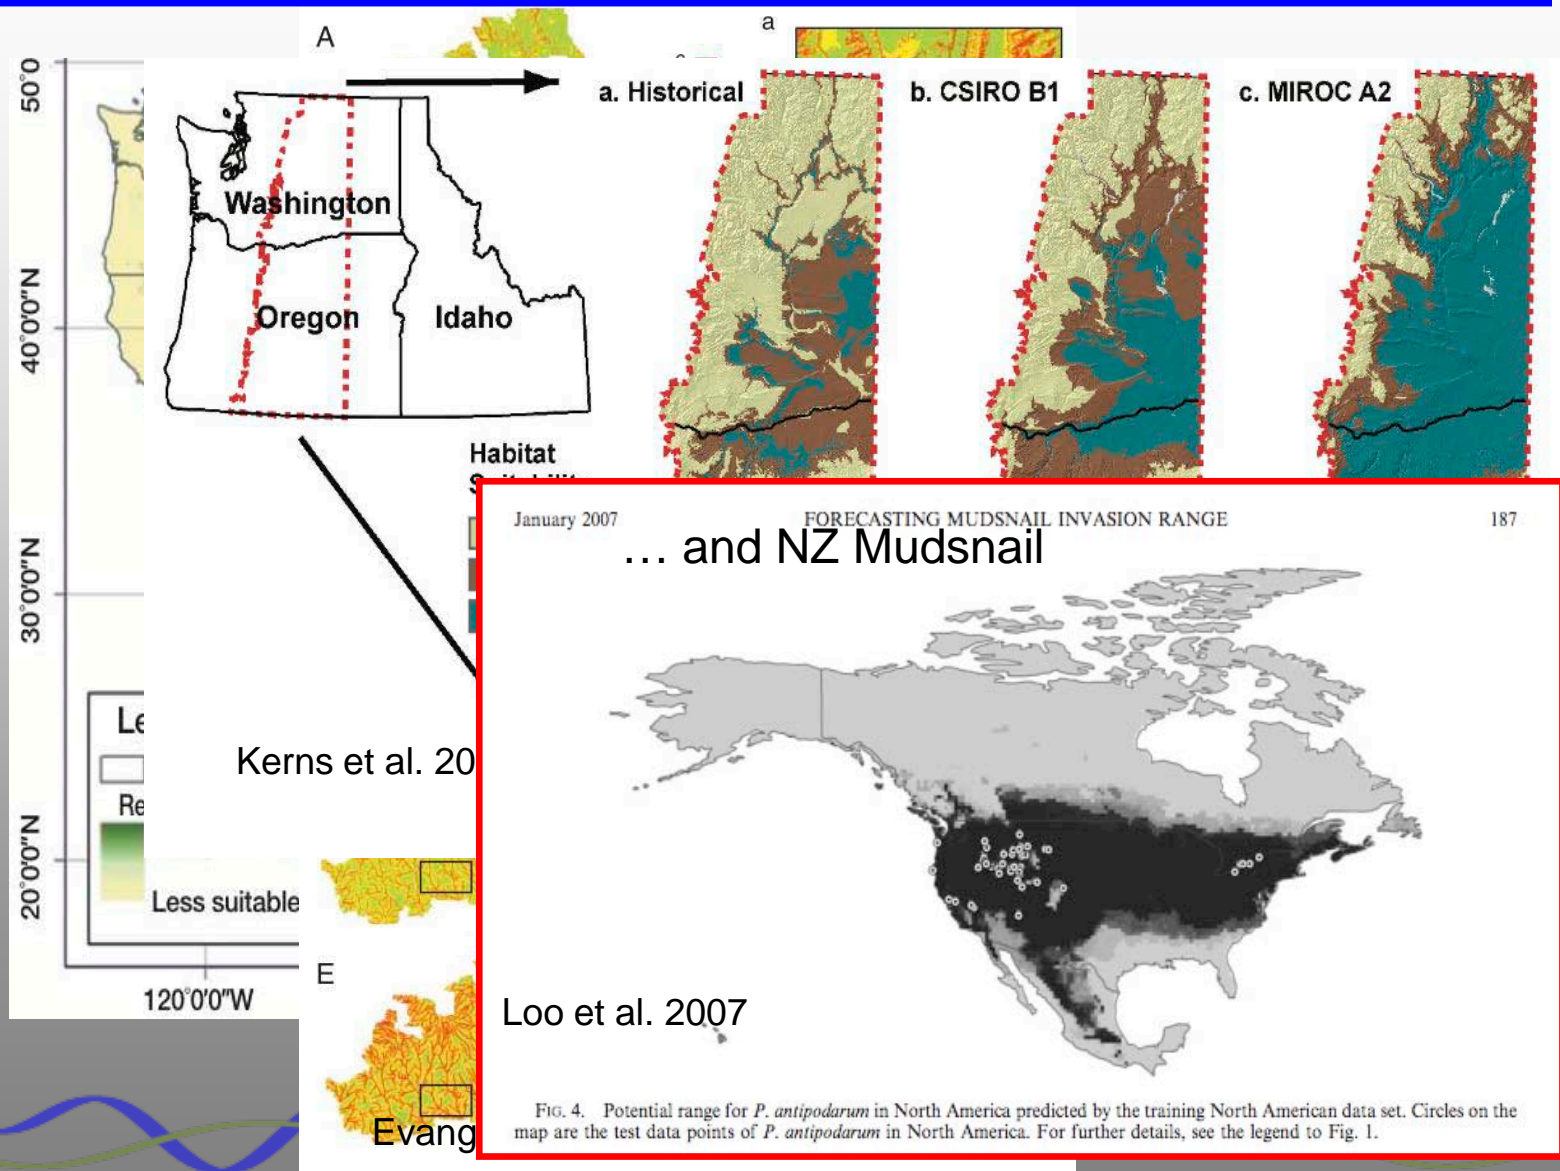 A
a
50°0
40°0'0"N
30°0'0"N
20°0'0"N
120°0'0"W
Washington
Oregon
Idaho
a. Historical
b. CSIRO B1
c. MIROC A2
Habitat
Kerns et al. 20
Le
Re
Less suitable
E
Evang
January 2007
FORECASTING MUDSNAIL INVASION RANGE
187
… and NZ Mudsnail
Loo et al. 2007
FIG. 4. Potential range for P. antipodarum in North America predicted by the training North American data set. Circles on the
map are the test data points of P. antipodarum in North America. For further details, see the legend to Fig. 1.